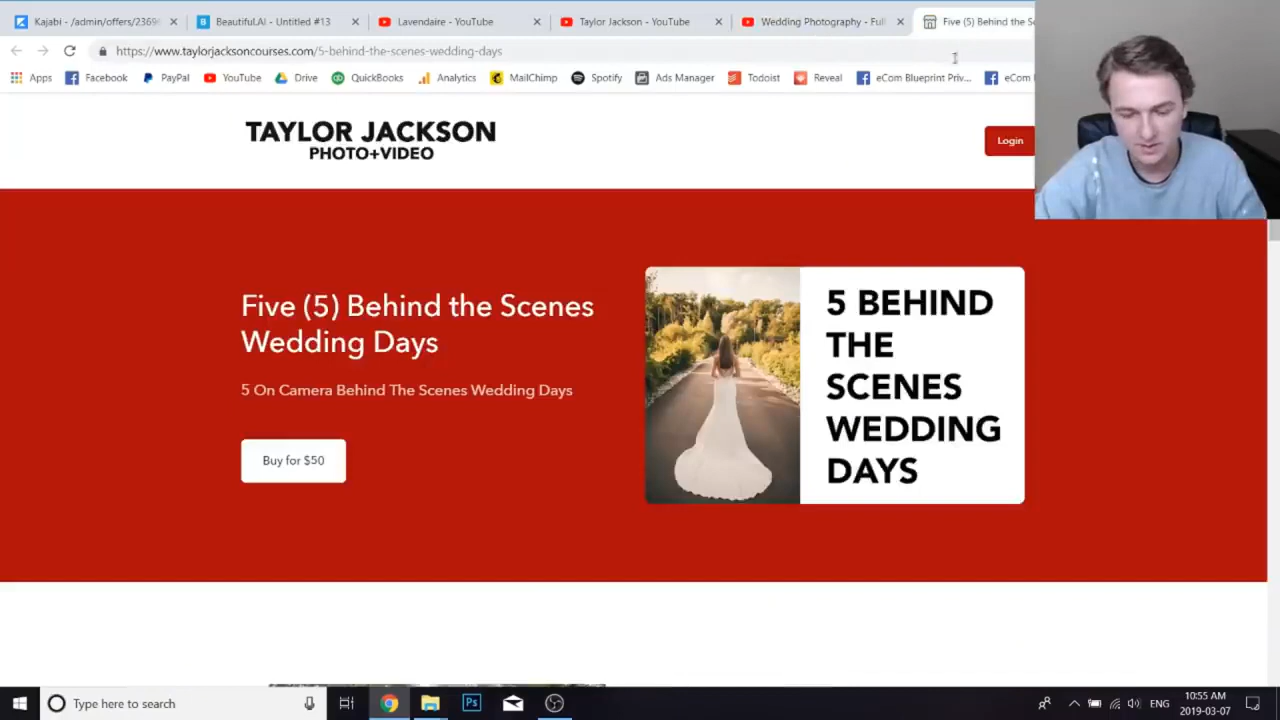 Kajabi - /admin/offers/2369
BeautifulAI - Untitled #13
Lavendaire - YouTube
Taylor Jackson - YouTube
Wedding Photography - Full
Five (5) Behind the Sc
https://www.taylorjacksoncourses.com/5-behind-the-scenes-wedding-days
Apps
Facebook
PayPal
YouTube
Drive
QuickBooks
Analytics
MailChimp
Spotify
Ads Manager
Todoist
Reveal
eCom Blueprint Priv...
eCom
TAYLOR JACKSON
PHOTO+VIDEO
Login
Five (5) Behind the Scenes
Wedding Days
5 On Camera Behind The Scenes Wedding Days
Buy for $50
5 BEHIND
THE
SCENES
WEDDING
DAYS
Type here to search
Ps
ENG
10:55 AM
2019-03-07